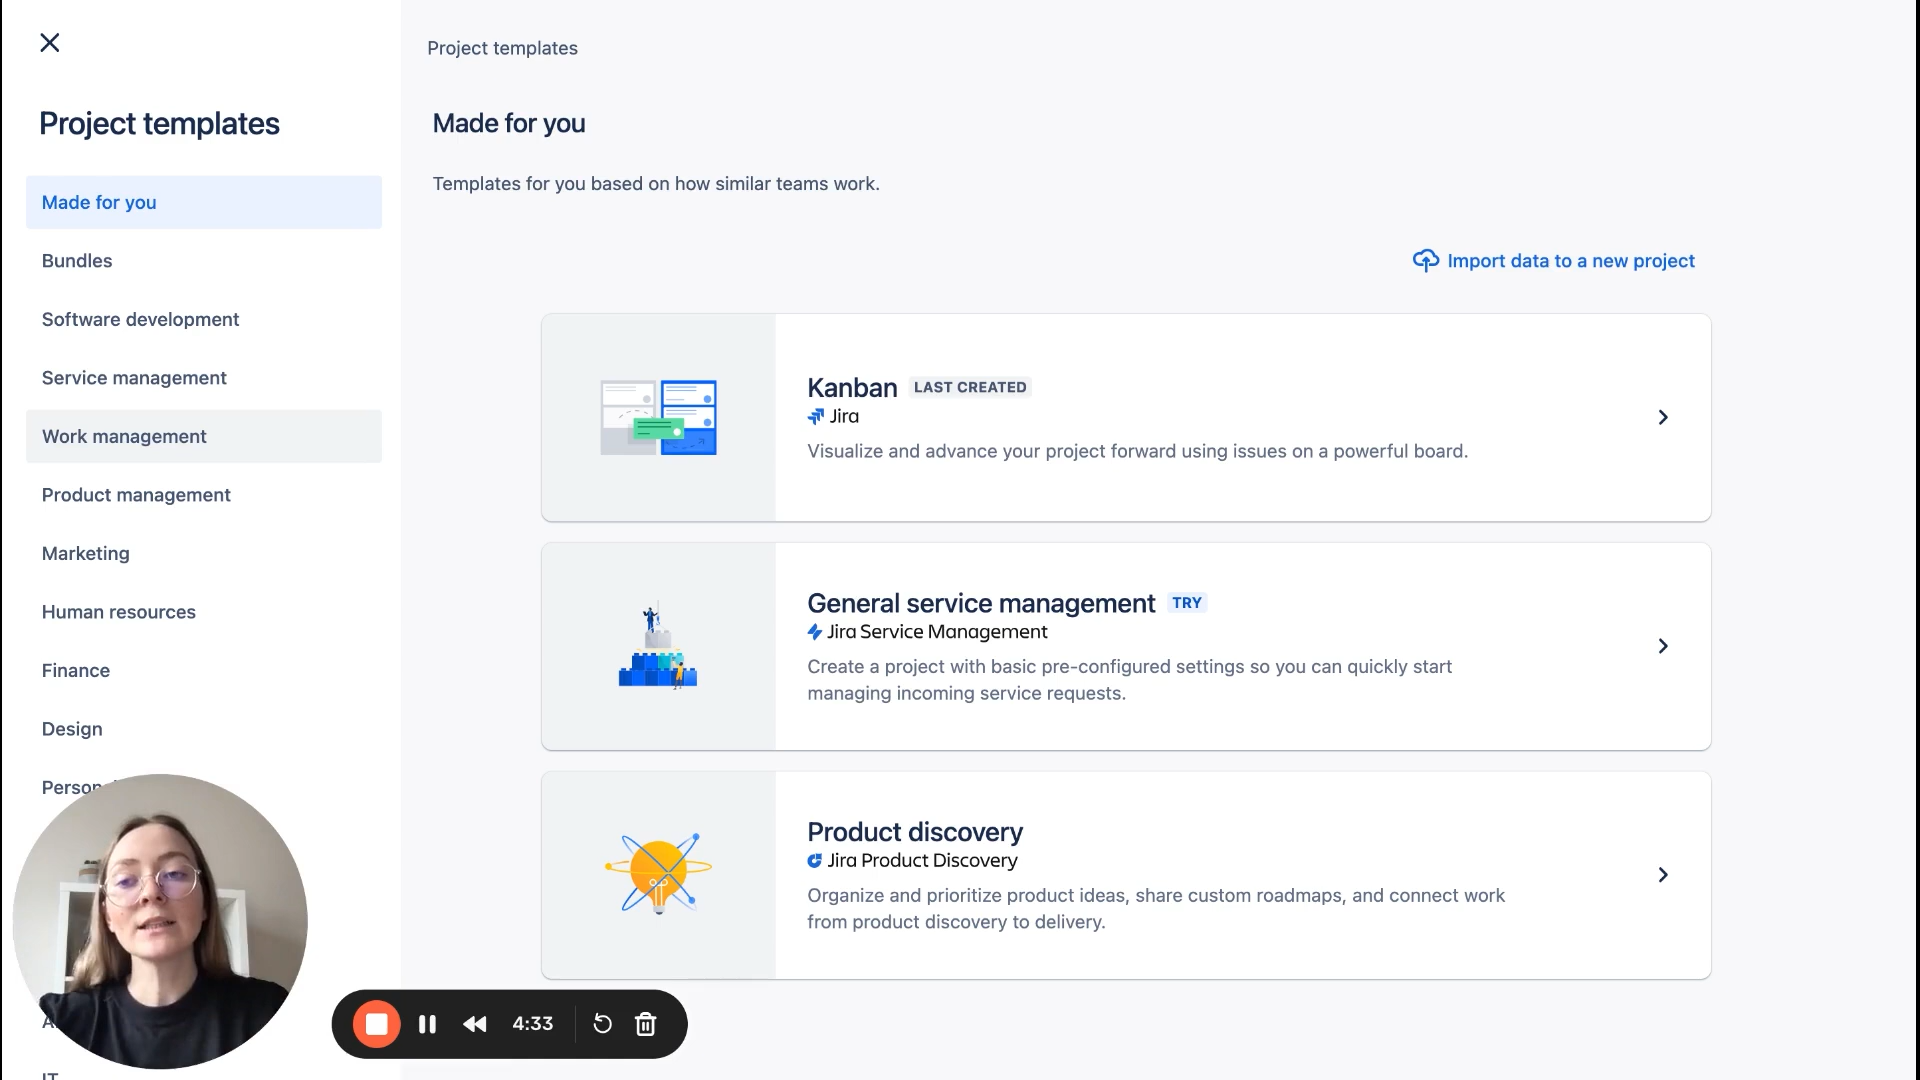 Project templates
Made for you
Bundles
Software development
Service management
Work management
Product management
Marketing
Human resources
Finance
Design
Project templates
Made for you
Templates for you based on how similar teams work.
Import data to a new project
Kanban LAST CREATED
Jira
Visualize and advance your project forward using issues on a powerful board.
General service management TRY
Jira Service Management
Create a project with basic pre-configured settings so you can quickly start
managing incoming service requests.
Product discovery
Jira Product Discovery
Organize and prioritize product ideas, share custom roadmaps, and connect work
from product discovery to delivery.
4:33